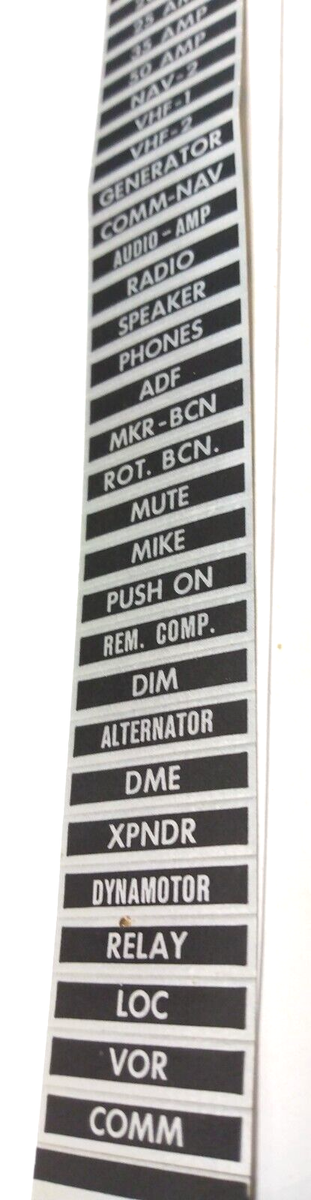 25 AMP
35 AMP
50 AMP
NAV-2
VHF-1
VHF-2
GENERATOR
COMM-NAV
AUDIO-AMP
RADIO
SPEAKER
PHONES
ADF
MKR-BCN
ROT. BCN.
MUTE
MIKE
PUSH ON
REM. COMP.
DIM
ALTERNATOR
DME
XPNDR
DYNAMOTOR
RELAY
LOC
VOR
COMM